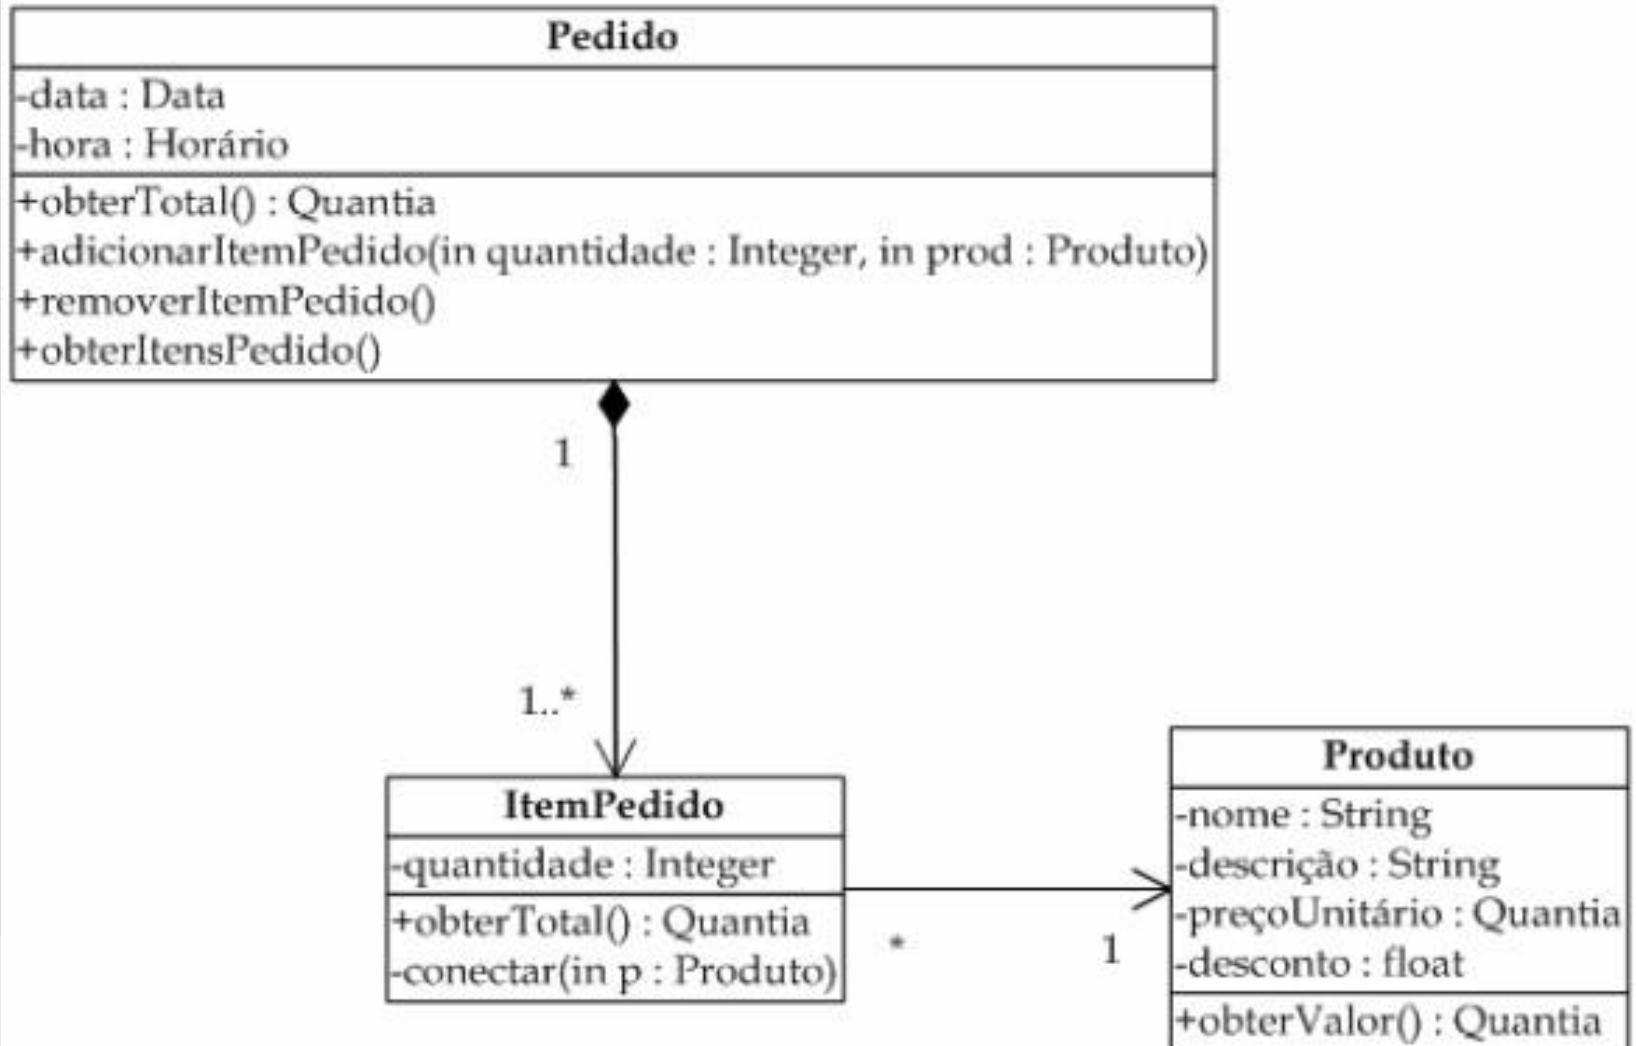 Pedido
-data : Data
-hora : Horário
+obterTotal() : Quantia
+adicionarItemPedido(in quantidade : Integer, in prod : Produto)
+removerItemPedido()
+obterItensPedido()
1
1..*
ItemPedido
-quantidade : Integer
+obterTotal() : Quantia
-conectar(in p : Produto)
*
1
Produto
-nome : String
-descrição : String
-preçoUnitário : Quantia
-desconto : float
+obterValor() : Quantia